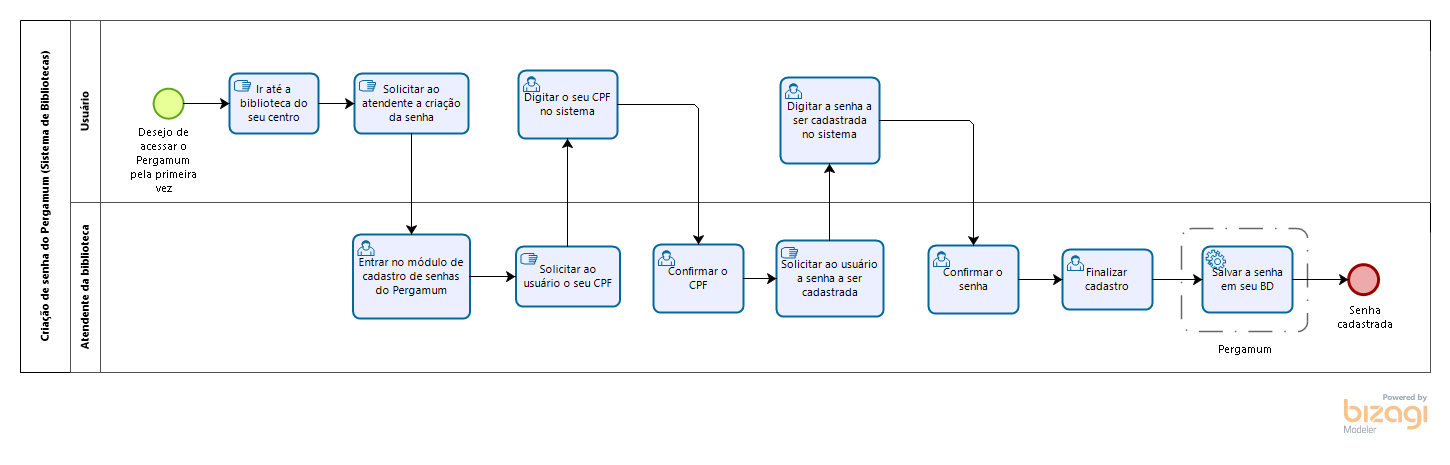 Criação de senha do Pergamum (Sistema de Bibliotecas)
Usuário
Desejo de
acessar o
Pergamum
pela primeira
vez
Ir até a
biblioteca do
seu centro
Solicitar ao
atendente a criação
da senha
Digitar o seu CPF
no sistema
Digitar a senha a
ser cadastrada
no sistema
Atendente da biblioteca
Entrar no módulo de
cadastro de senhas
do Pergamum
Solicitar ao
usuário o seu CPF
Confirmar o
CPF
Solicitar ao usuário
a senha a ser
cadastrada
Confirmar o
senha
Finalizar
cadastro
Salvar a senha
em seu BD
Pergamum
Senha
cadastrada
Powered by
bizagi
Modeler